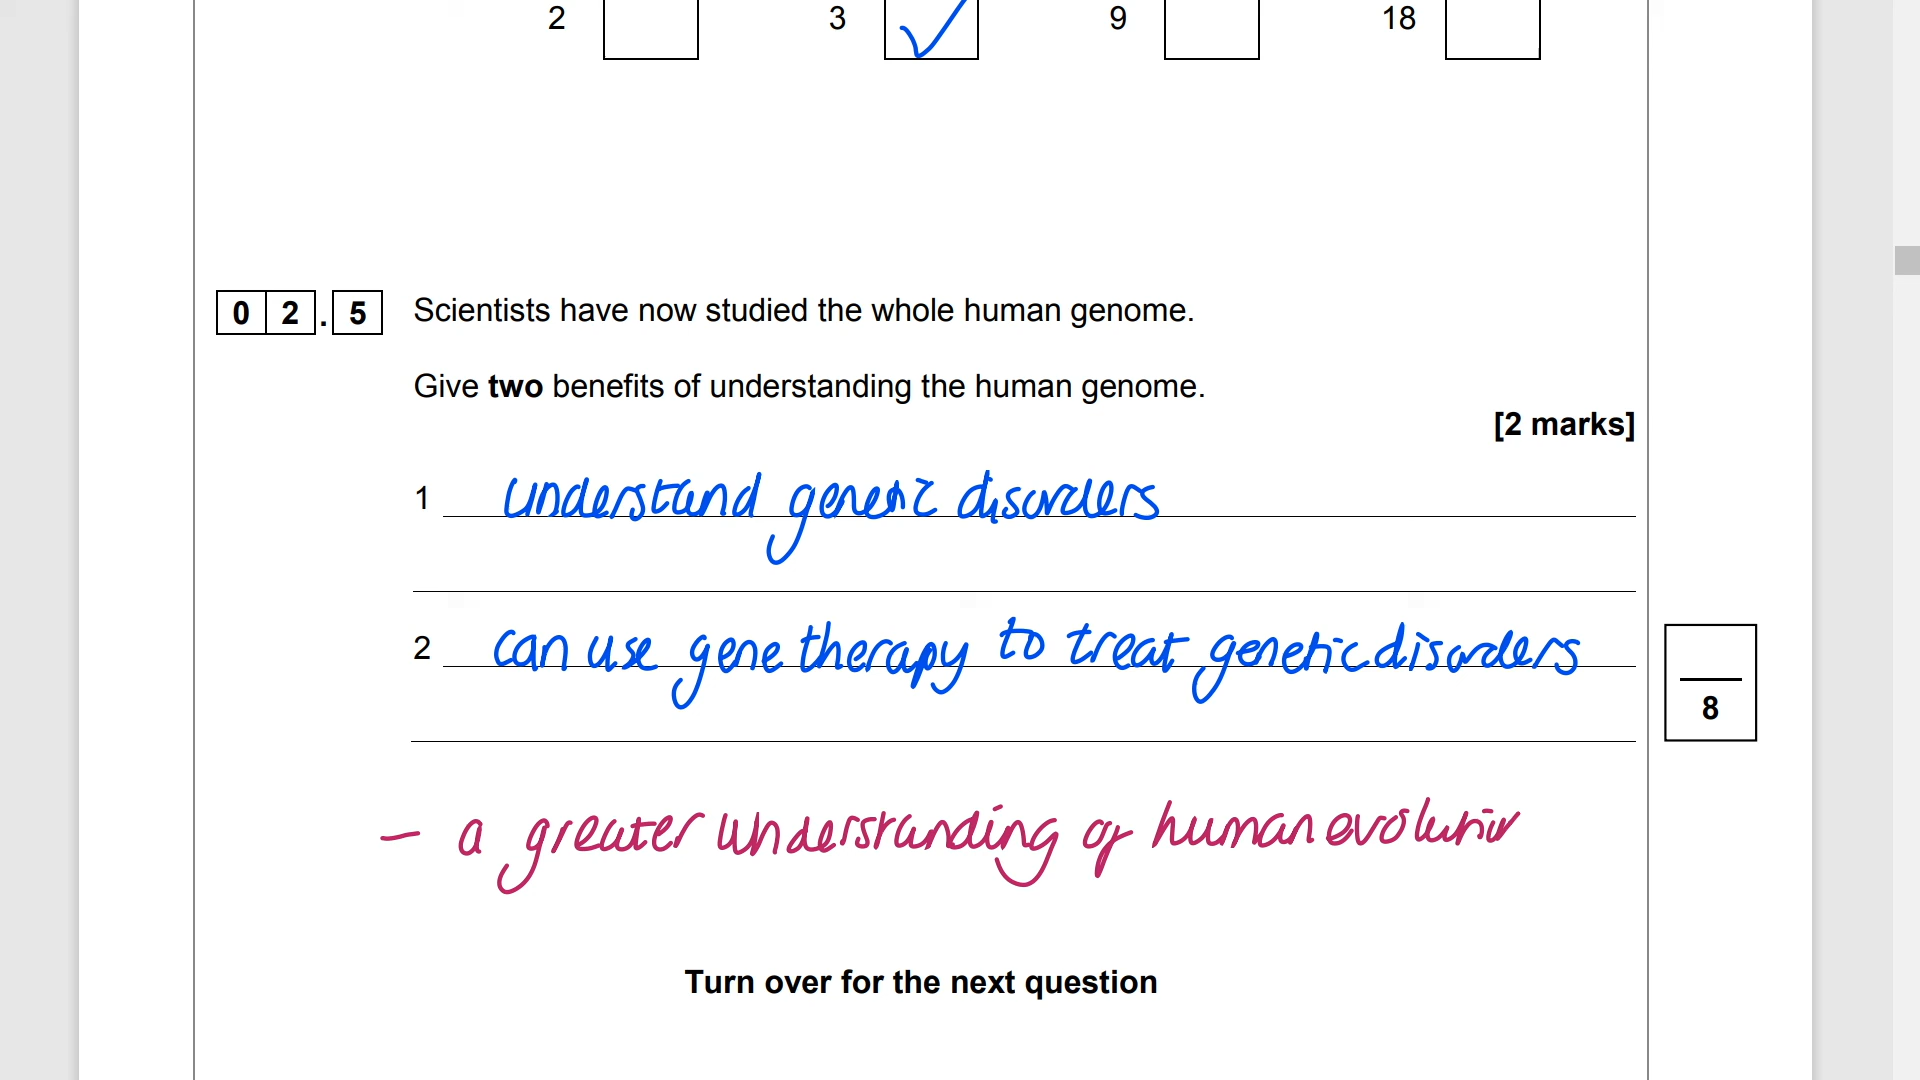 2 3 9 18
02.5 Scientists have now studied the whole human genome.
Give two benefits of understanding the human genome.
[2 marks]
1 understand genetic disorders
2 can use gene therapy to treat genetic disorders
8
– a greater understanding of human evolution
Turn over for the next question